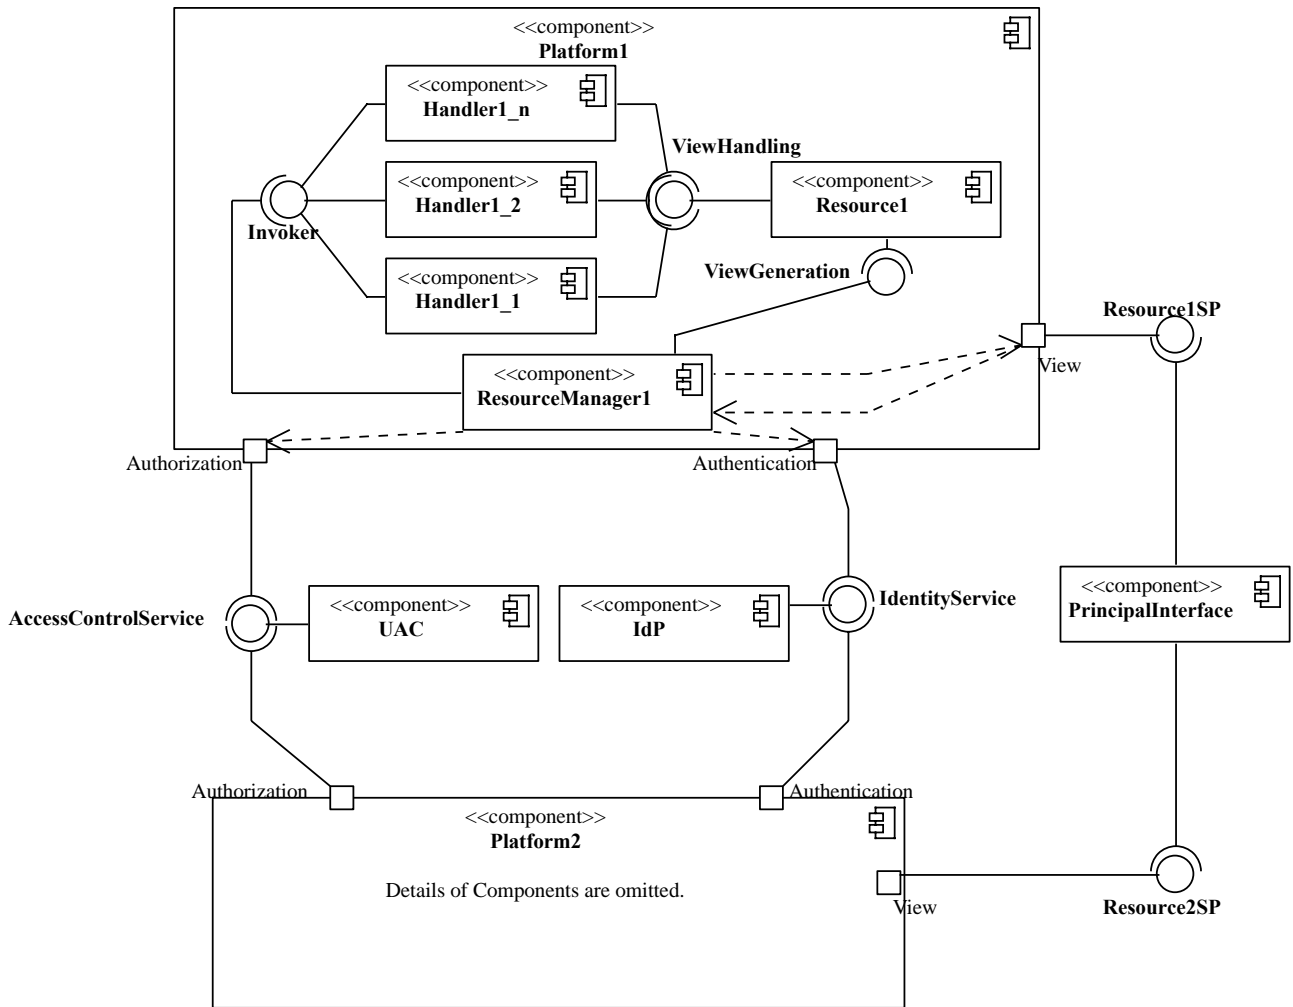 <<component>>
Platform1
<<component>>
Handler1_n
ViewHandling
<<component>>
Handler1_2
<<component>>
Resource1
Invoker
<<component>>
Handler1_1
ViewGeneration
Resource1SP
<<component>>
ResourceManager1
View
Authorization
Authentication
<<component>>
UAC
<<component>>
IdP
AccessControlService
IdentityService
<<component>>
PrincipalInterface
Authorization
Authentication
<<component>>
Platform2
Details of Components are omitted.
View
Resource2SP